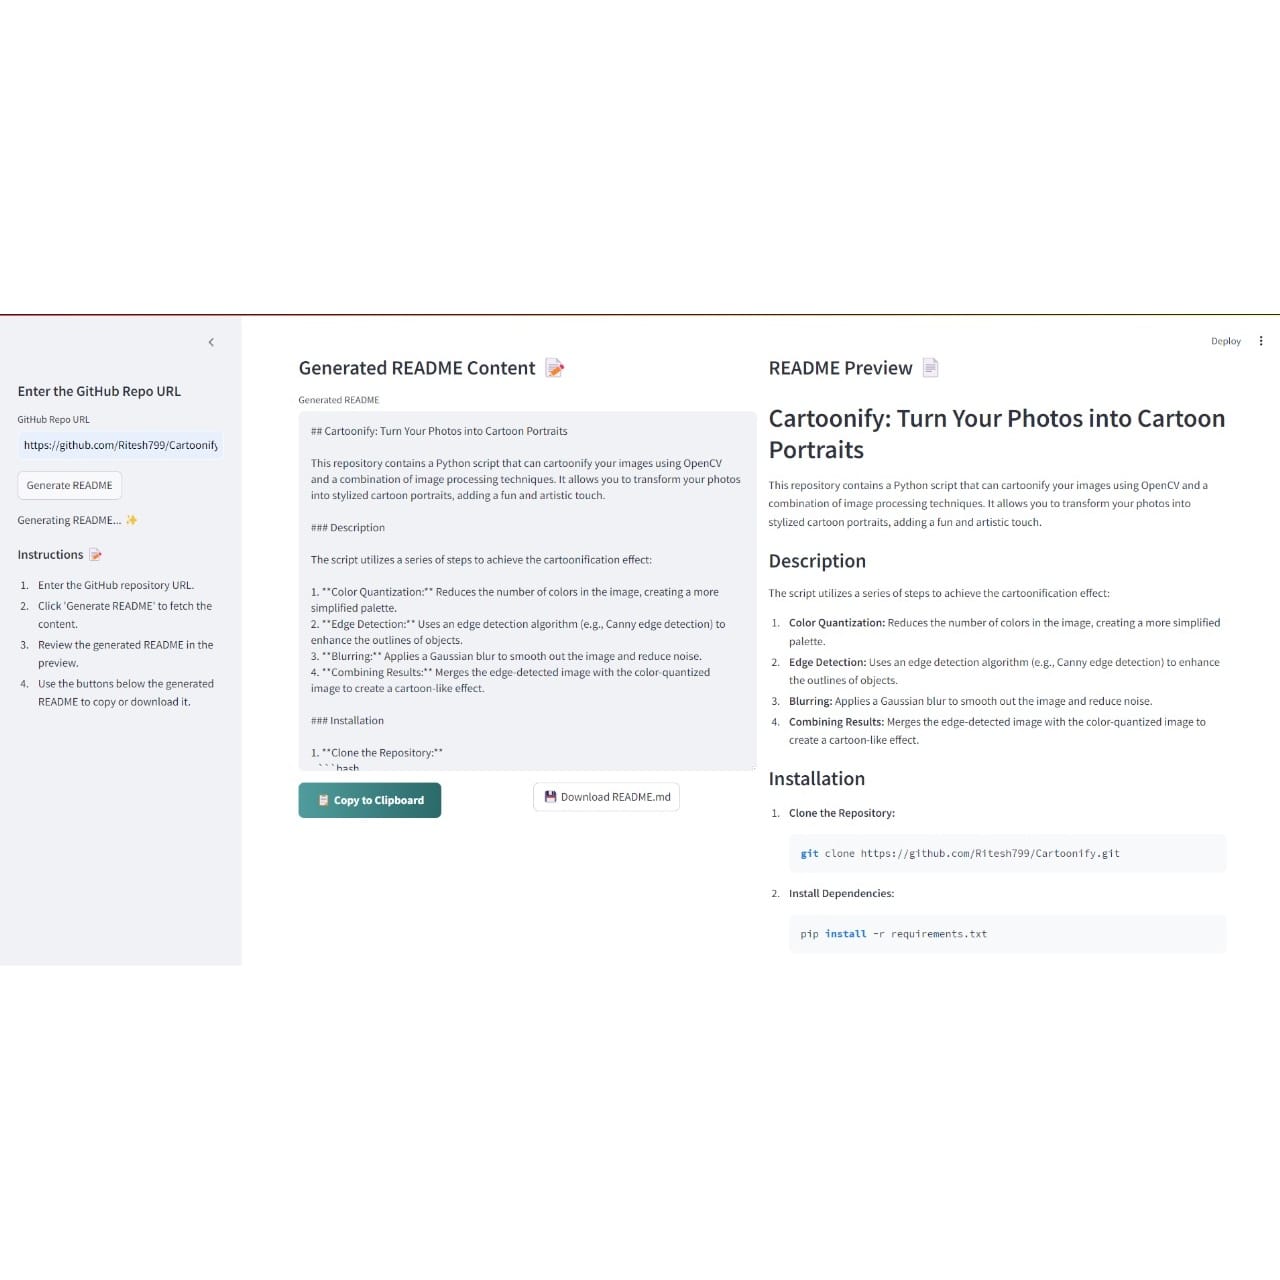 Deploy
Enter the GitHub Repo URL
GitHub Repo URL
https://github.com/Ritesh799/Cartoonify
Generate README
Generating README... ✨
Instructions 📝
1. Enter the GitHub repository URL.
2. Click 'Generate README' to fetch the
content.
3. Review the generated README in the
preview.
4. Use the buttons below the generated
README to copy or download it.
Generated README Content 📝
Generated README
## Cartoonify: Turn Your Photos into Cartoon Portraits
This repository contains a Python script that can cartoonify your images using OpenCV
and a combination of image processing techniques. It allows you to transform your photos
into stylized cartoon portraits, adding a fun and artistic touch.
### Description
The script utilizes a series of steps to achieve the cartoonification effect:
1. **Color Quantization:** Reduces the number of colors in the image, creating a more
simplified palette.
2. **Edge Detection:** Uses an edge detection algorithm (e.g., Canny edge detection) to
enhance the outlines of objects.
3. **Blurring:** Applies a Gaussian blur to smooth out the image and reduce noise.
4. **Combining Results:** Merges the edge-detected image with the color-quantized
image to create a cartoon-like effect.
### Installation
1. **Clone the Repository:**
```bash
📋 Copy to Clipboard
💾 Download README.md
README Preview 📄
Cartoonify: Turn Your Photos into Cartoon
Portraits
This repository contains a Python script that can cartoonify your images using OpenCV and a
combination of image processing techniques. It allows you to transform your photos into
stylized cartoon portraits, adding a fun and artistic touch.
Description
The script utilizes a series of steps to achieve the cartoonification effect:
1. Color Quantization: Reduces the number of colors in the image, creating a more simplified
palette.
2. Edge Detection: Uses an edge detection algorithm (e.g., Canny edge detection) to enhance
the outlines of objects.
3. Blurring: Applies a Gaussian blur to smooth out the image and reduce noise.
4. Combining Results: Merges the edge-detected image with the color-quantized image to
create a cartoon-like effect.
Installation
1. Clone the Repository:
git clone https://github.com/Ritesh799/Cartoonify.git
2. Install Dependencies:
pip install -r requirements.txt